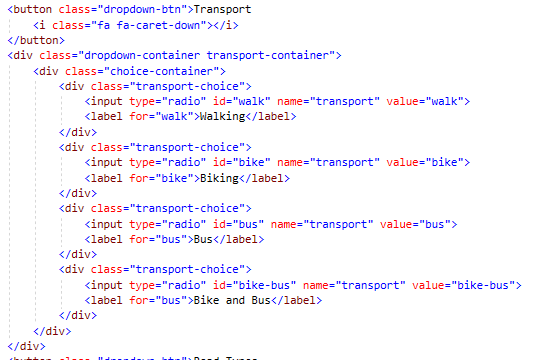 <button class="dropdown-btn">Transport
<i class="fa fa-caret-down"></i>
</button>
<div class="dropdown-container transport-container">
<div class="choice-container">
<div class="transport-choice">
<input type="radio" id="walk" name="transport" value="walk">
<label for="walk">Walking</label>
</div>
<div class="transport-choice">
<input type="radio" id="bike" name="transport" value="bike">
<label for="bike">Biking</label>
</div>
<div class="transport-choice">
<input type="radio" id="bus" name="transport" value="bus">
<label for="bus">Bus</label>
</div>
<div class="transport-choice">
<input type="radio" id="bike-bus" name="transport" value="bike-bus">
<label for="bus">Bike and Bus</label>
</div>
</div>
</div>